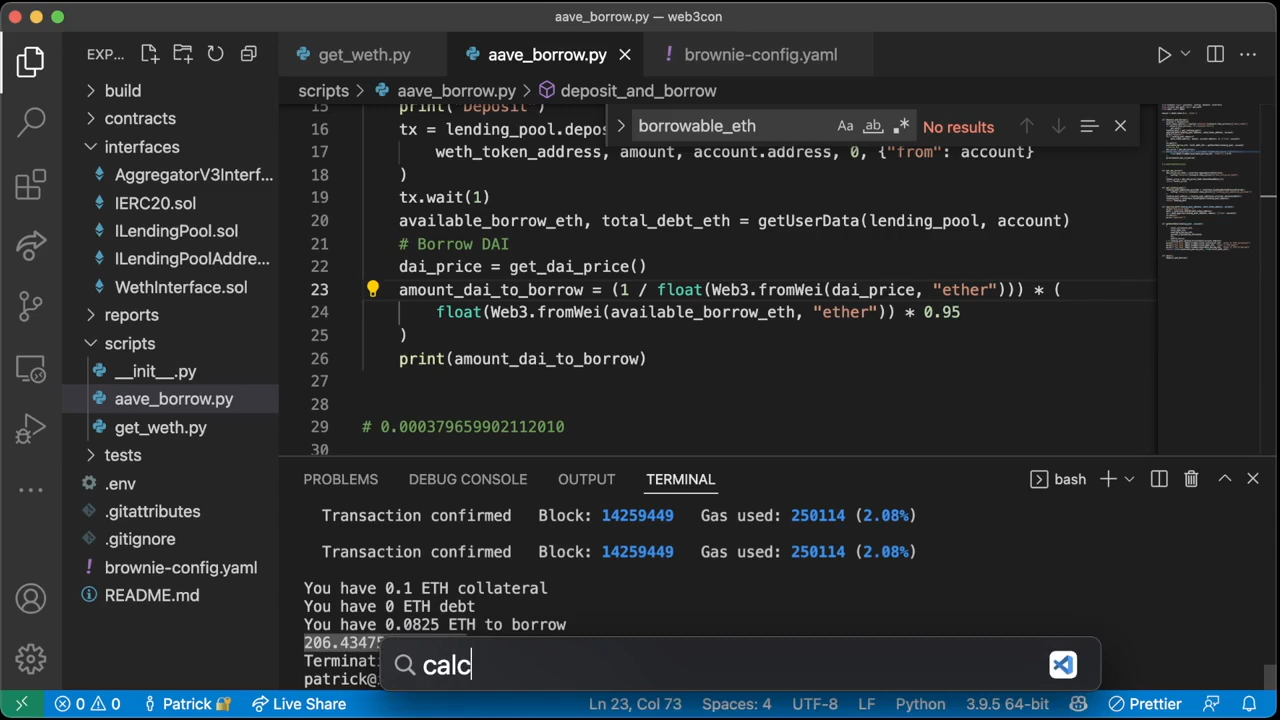 aave_borrow.py — web3con
EXP...
get_weth.py
aave_borrow.py
brownie-config.yaml
scripts > aave_borrow.py > deposit_and_borrow
build
contracts
interfaces
AggregatorV3Interf...
IERC20.sol
ILendingPool.sol
ILendingPoolAddre...
WethInterface.sol
reports
scripts
__init__.py
aave_borrow.py
get_weth.py
tests
.env
.gitattributes
.gitignore
brownie-config.yaml
README.md
borrowable_eth
Aa ab .*
No results
15 print("Deposit")
16 tx = lending_pool.depos
17 weth_token_address, amount, account.address, 0, {"from": account}
18 )
19 tx.wait(1)
20 available_borrow_eth, total_debt_eth = getUserData(lending_pool, account)
21 # Borrow DAI
22 dai_price = get_dai_price()
23 amount_dai_to_borrow = (1 / float(Web3.fromWei(dai_price, "ether"))) * (
24 float(Web3.fromWei(available_borrow_eth, "ether")) * 0.95
25 )
26 print(amount_dai_to_borrow)
27
28
29 # 0.000379659902112010
30
PROBLEMS
DEBUG CONSOLE
OUTPUT
TERMINAL
bash
Transaction confirmed Block: 14259449 Gas used: 250114 (2.08%)
Transaction confirmed Block: 14259449 Gas used: 250114 (2.08%)
You have 0.1 ETH collateral
You have 0 ETH debt
You have 0.0825 ETH to borrow
206.43475
Terminati
patrick@
calc
0 0
Patrick
Live Share
Ln 23, Col 73
Spaces: 4
UTF-8
LF
Python
3.9.5 64-bit
Prettier